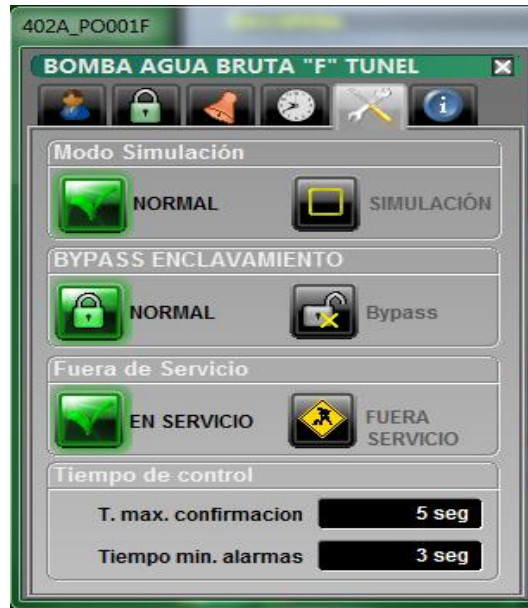 402A_PO001F
BOMBA AGUA BRUTA "F" TUNEL
Modo Simulación
NORMAL
SIMULACIÓN
BYPASS ENCLAVAMIENTO
NORMAL
Bypass
Fuera de Servicio
EN SERVICIO
FUERA
SERVICIO
Tiempo de control
T. max. confirmacion 5 seg
Tiempo min. alarmas 3 seg